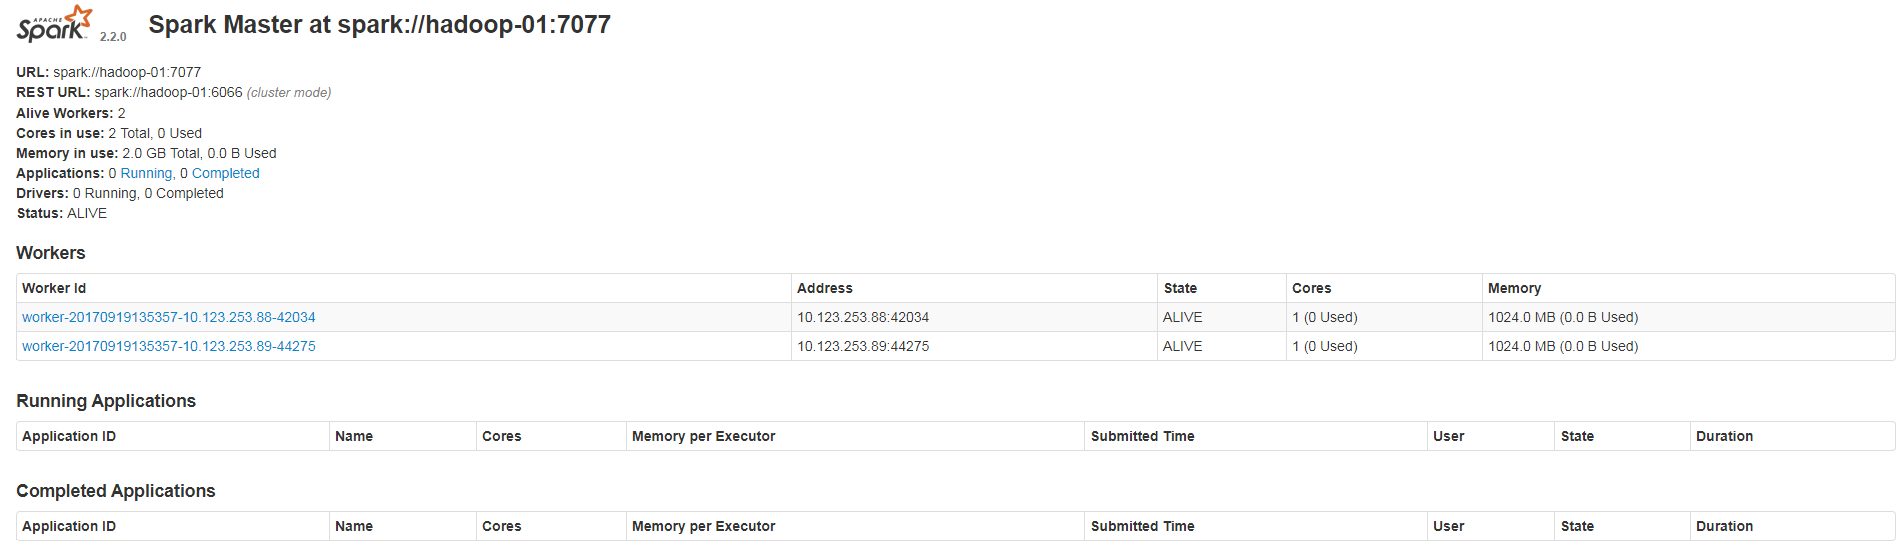 APACHE
Spark 2.2.0 Spark Master at spark://hadoop-01:7077
URL: spark://hadoop-01:7077
REST URL: spark://hadoop-01:6066 (cluster mode)
Alive Workers: 2
Cores in use: 2 Total, 0 Used
Memory in use: 2.0 GB Total, 0.0 B Used
Applications: 0 Running, 0 Completed
Drivers: 0 Running, 0 Completed
Status: ALIVE
Workers
Worker Id Address State Cores Memory
worker-20170919135357-10.123.253.88-42034 10.123.253.88:42034 ALIVE 1 (0 Used) 1024.0 MB (0.0 B Used)
worker-20170919135357-10.123.253.89-44275 10.123.253.89:44275 ALIVE 1 (0 Used) 1024.0 MB (0.0 B Used)
Running Applications
Application ID Name Cores Memory per Executor Submitted Time User State Duration
Completed Applications
Application ID Name Cores Memory per Executor Submitted Time User State Duration